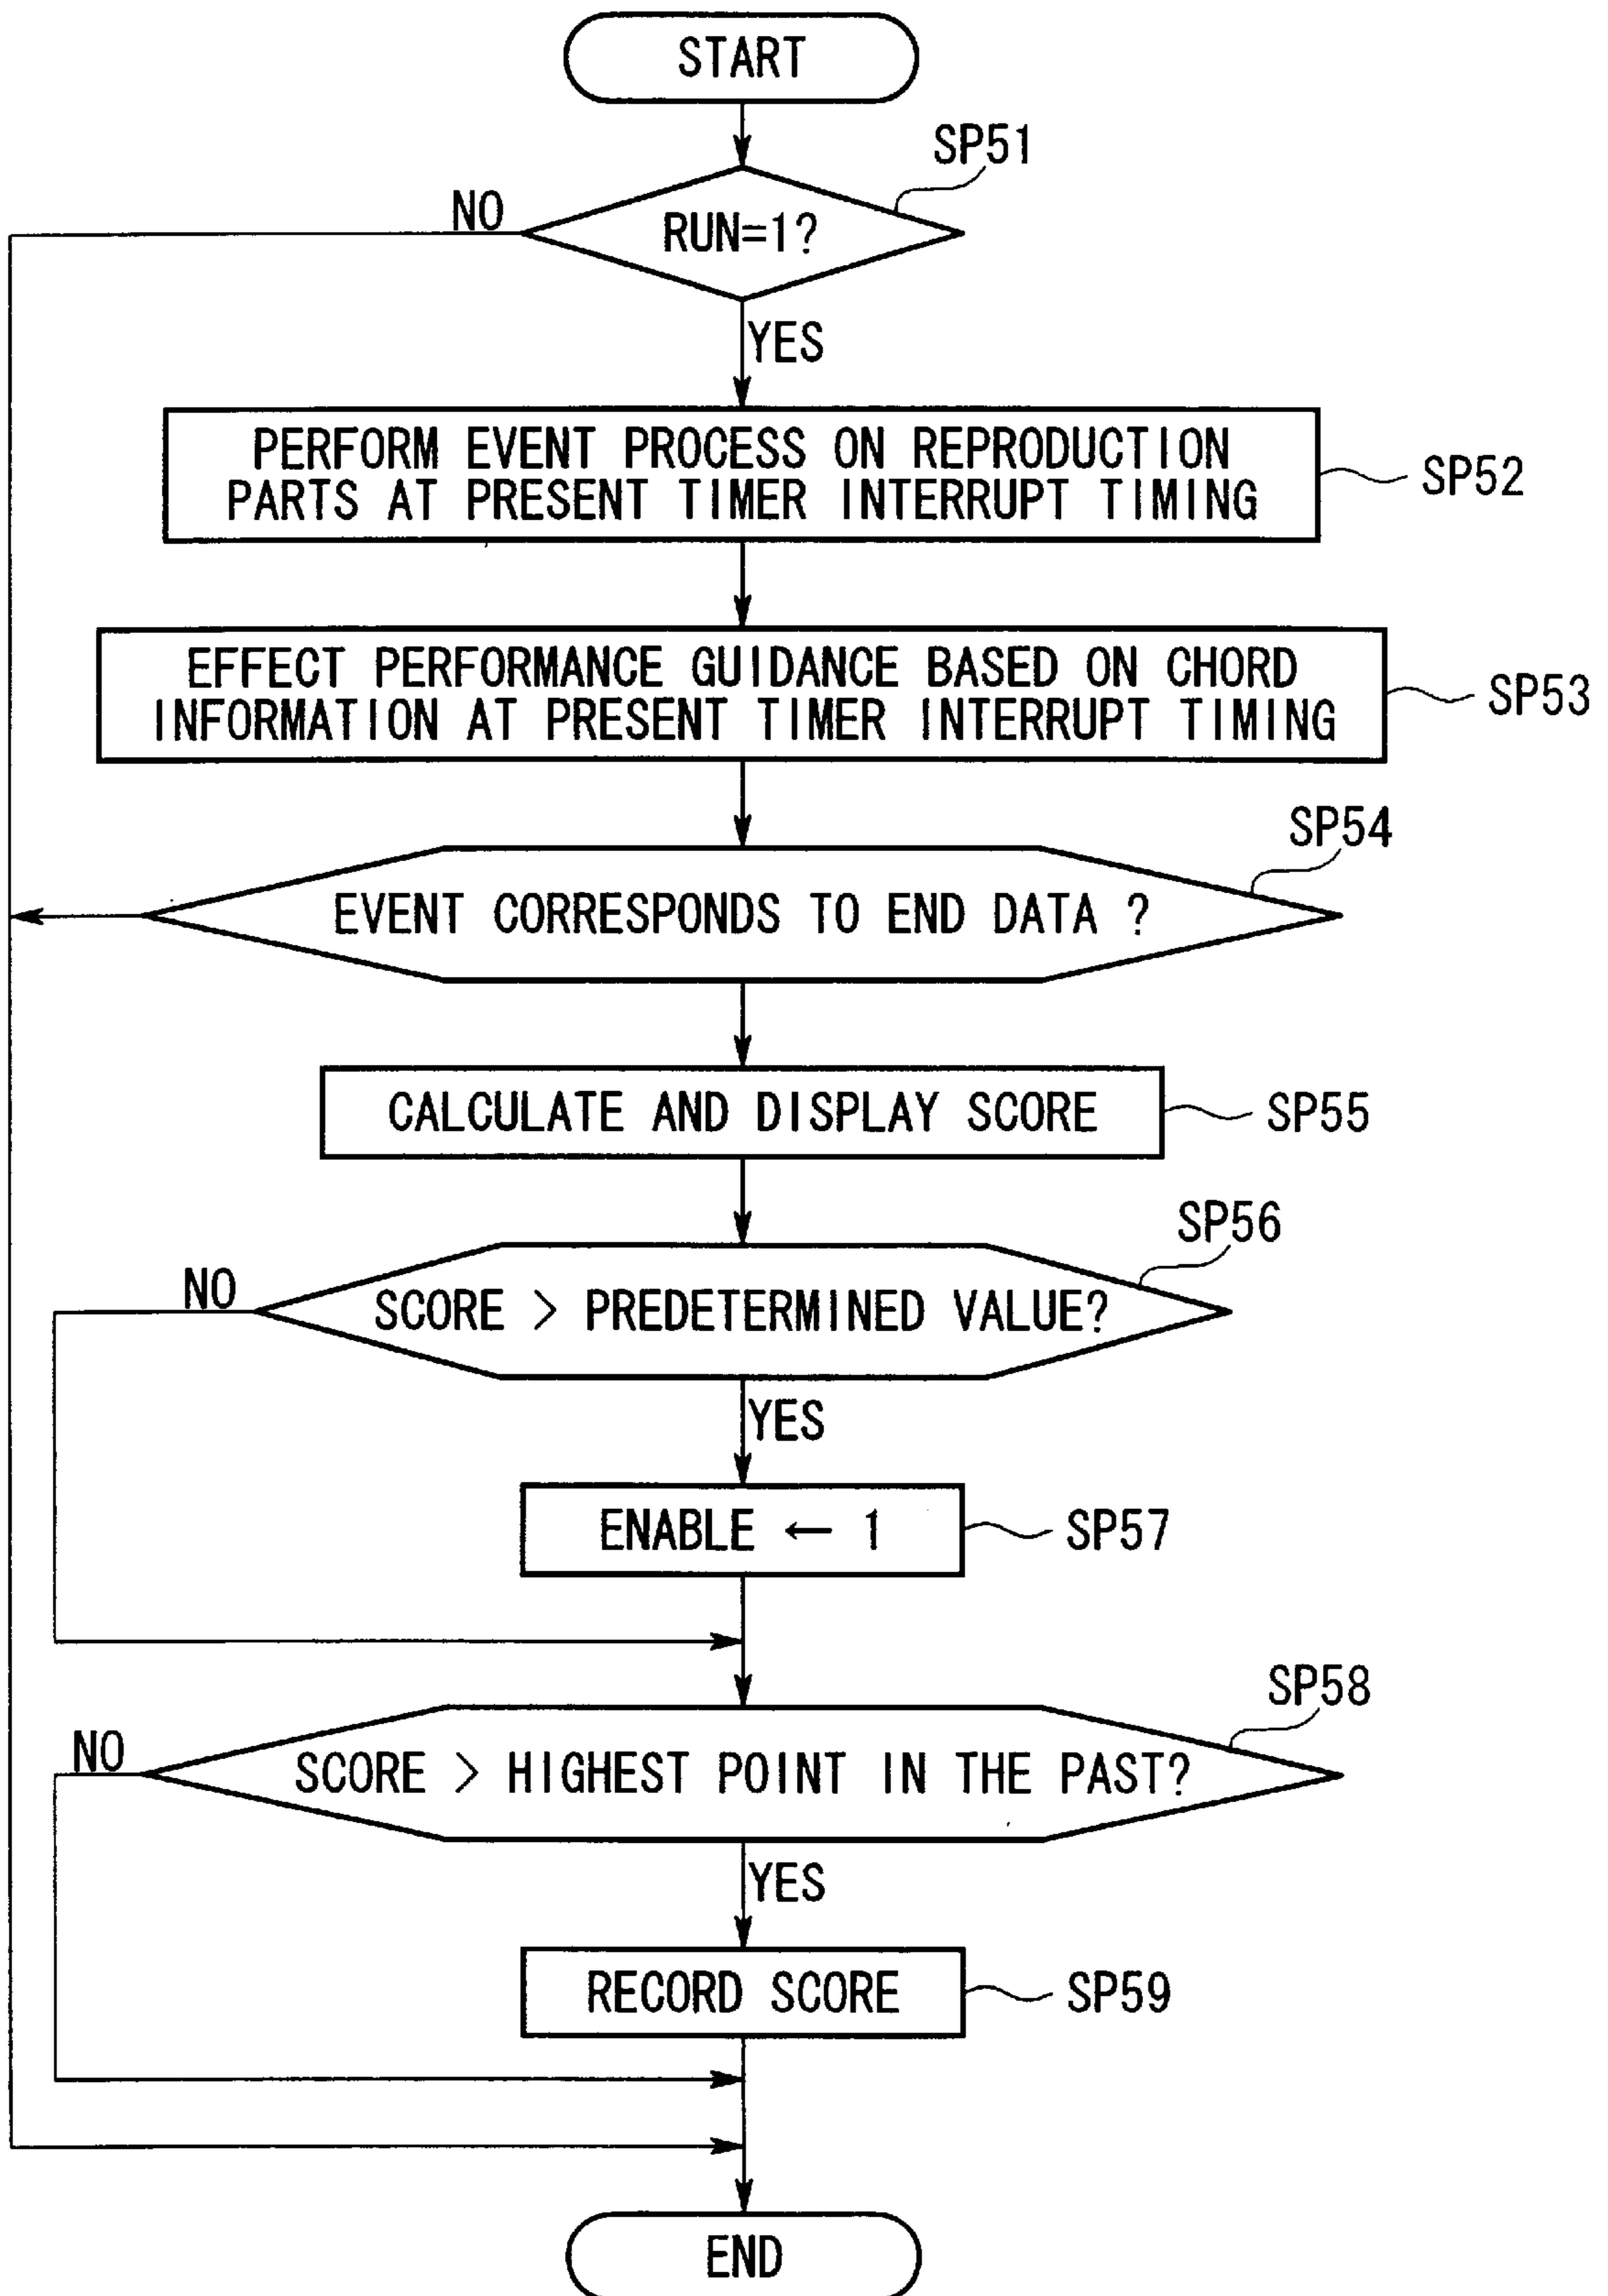 START
SP51
NO
RUN=1?
YES
PERFORM EVENT PROCESS ON REPRODUCTION
PARTS AT PRESENT TIMER INTERRUPT TIMING
SP52
EFFECT PERFORMANCE GUIDANCE BASED ON CHORD
INFORMATION AT PRESENT TIMER INTERRUPT TIMING
SP53
SP54
EVENT CORRESPONDS TO END DATA ?
CALCULATE AND DISPLAY SCORE
SP55
SP56
NO
SCORE > PREDETERMINED VALUE?
YES
ENABLE ← 1
SP57
SP58
NO
SCORE > HIGHEST POINT IN THE PAST?
YES
RECORD SCORE
SP59
END